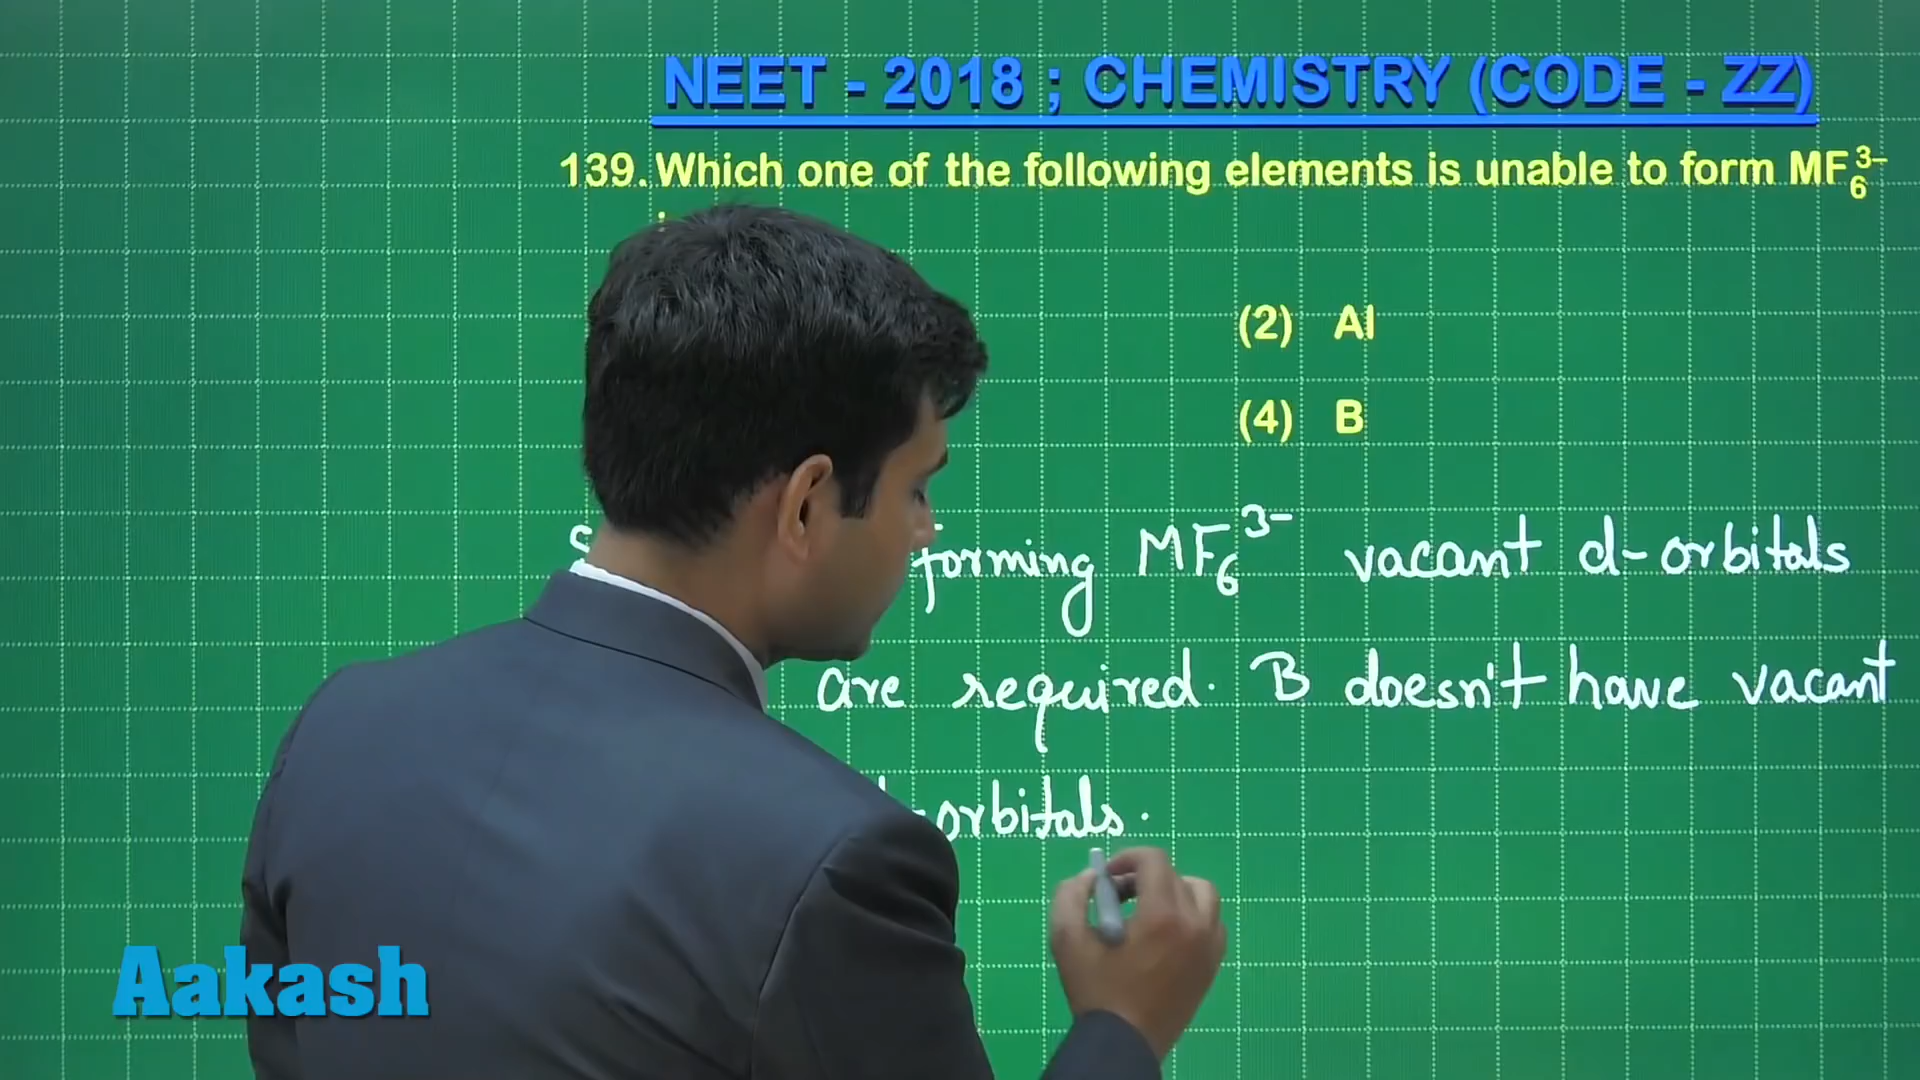 NEET - 2018 ; CHEMISTRY (CODE - ZZ)
139. Which one of the following elements is unable to form MF₆³⁻
(2) Al
(4) B
forming MF₆³⁻ vacant d-orbitals
are required. B doesn't have vacant
-orbitals.
Aakash